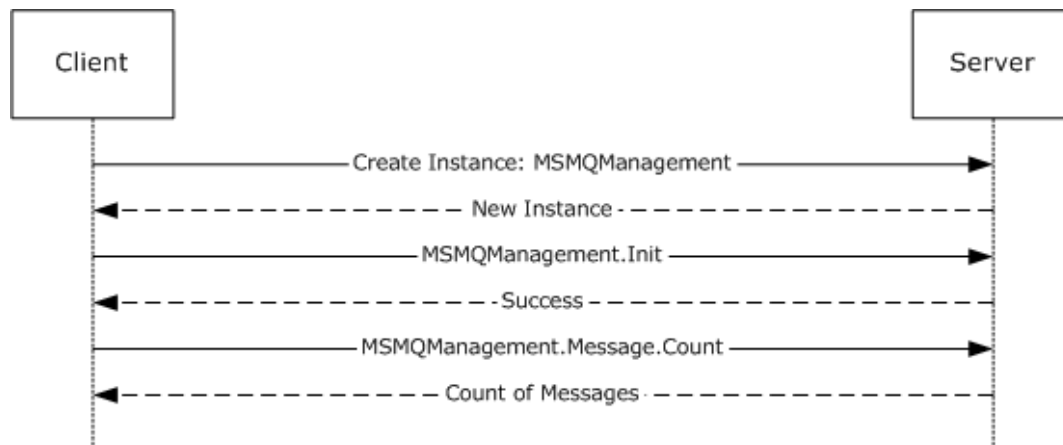 Client
Server
Create Instance: MSMQManagement
New Instance
MSMQManagement.Init
Success
MSMQManagement.Message.Count
Count of Messages